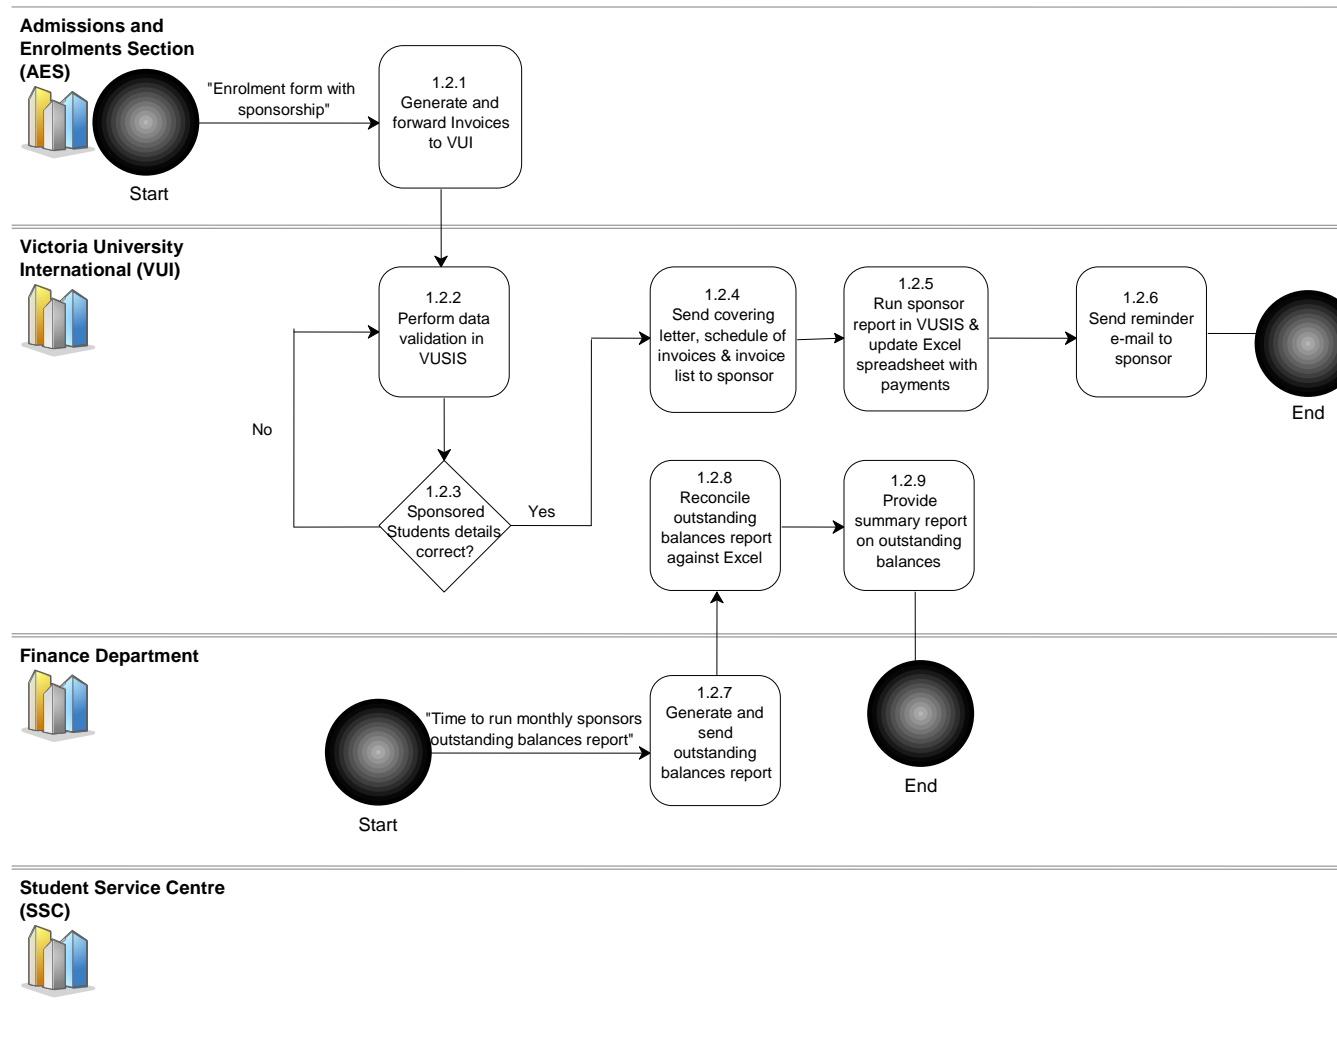 Admissions and
Enrolments Section
(AES)
"Enrolment form with
sponsorship"
Start
1.2.1
Generate and
forward Invoices
to VUI
Victoria University
International (VUI)
1.2.2
Perform data
validation in
VUSIS
No
1.2.3
Sponsored
Students details
correct?
Yes
1.2.4
Send covering
letter, schedule of
invoices & invoice
list to sponsor
1.2.5
Run sponsor
report in VUSIS &
update Excel
spreadsheet with
payments
1.2.6
Send reminder
e-mail to
sponsor
End
1.2.8
Reconcile
outstanding
balances report
against Excel
1.2.9
Provide
summary report
on outstanding
balances
Finance Department
Start
"Time to run monthly sponsors
outstanding balances report"
1.2.7
Generate and
send
outstanding
balances report
End
Student Service Centre
(SSC)